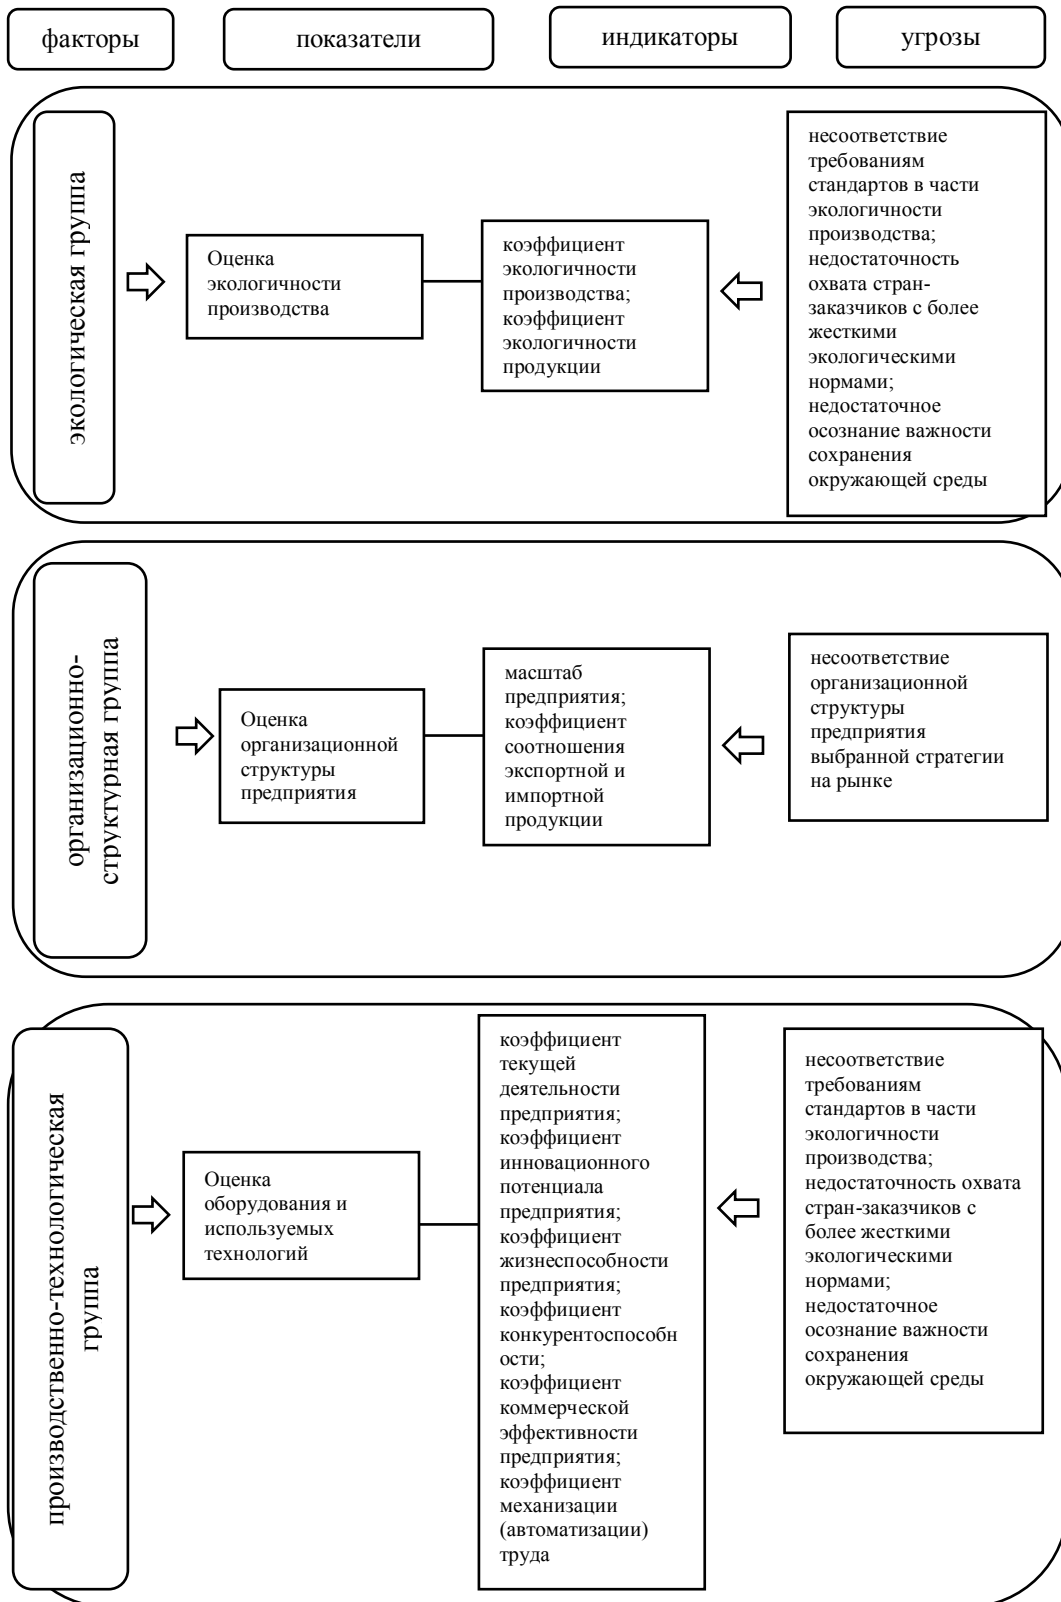 факторы
показатели
индикаторы
угрозы
экологическая группа
Оценка
экологичности
производства
коэффициент
экологичности
производства;
коэффициент
экологичности
продукции
несоответствие
требованиям
стандартов в части
экологичности
производства;
недостаточность
охвата стран-
заказчиков с более
жесткими
экологическими
нормами;
недостаточное
осознание важности
сохранения
окружающей среды
организационно-
структурная группа
Оценка
организационной
структуры
предприятия
масштаб
предприятия;
коэффициент
соотношения
экспортной и
импортной
продукции
несоответствие
организационной
структуры
предприятия
выбранной стратегии
на рынке
производственно-технологическая
группа
Оценка
оборудования и
используемых
технологий
коэффициент
текущей
деятельности
предприятия;
коэффициент
инновационного
потенциала
предприятия;
коэффициент
жизнеспособности
предприятия;
коэффициент
конкурентоспособн
ости;
коэффициент
коммерческой
эффективности
предприятия;
коэффициент
механизации
(автоматизации)
труда
несоответствие
требованиям
стандартов в части
экологичности
производства;
недостаточность охвата
стран-заказчиков с
более жесткими
экологическими
нормами;
недостаточное
осознание важности
сохранения
окружающей среды